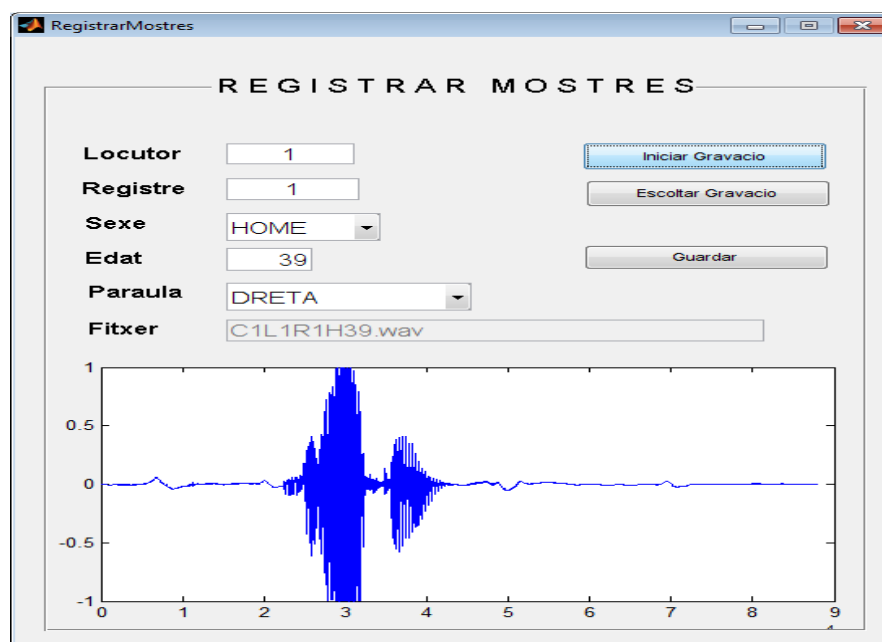 RegistrarMostres
REGISTRAR MOSTRES
Locutor 1 Iniciar Gravacio
Registre 1 Escoltar Gravacio
Sexe HOME
Edat 39 Guardar
Paraula DRETA
Fitxer C1L1R1H39.wav
1
0.5
0
-0.5
-1
0 1 2 3 4 5 6 7 8 9